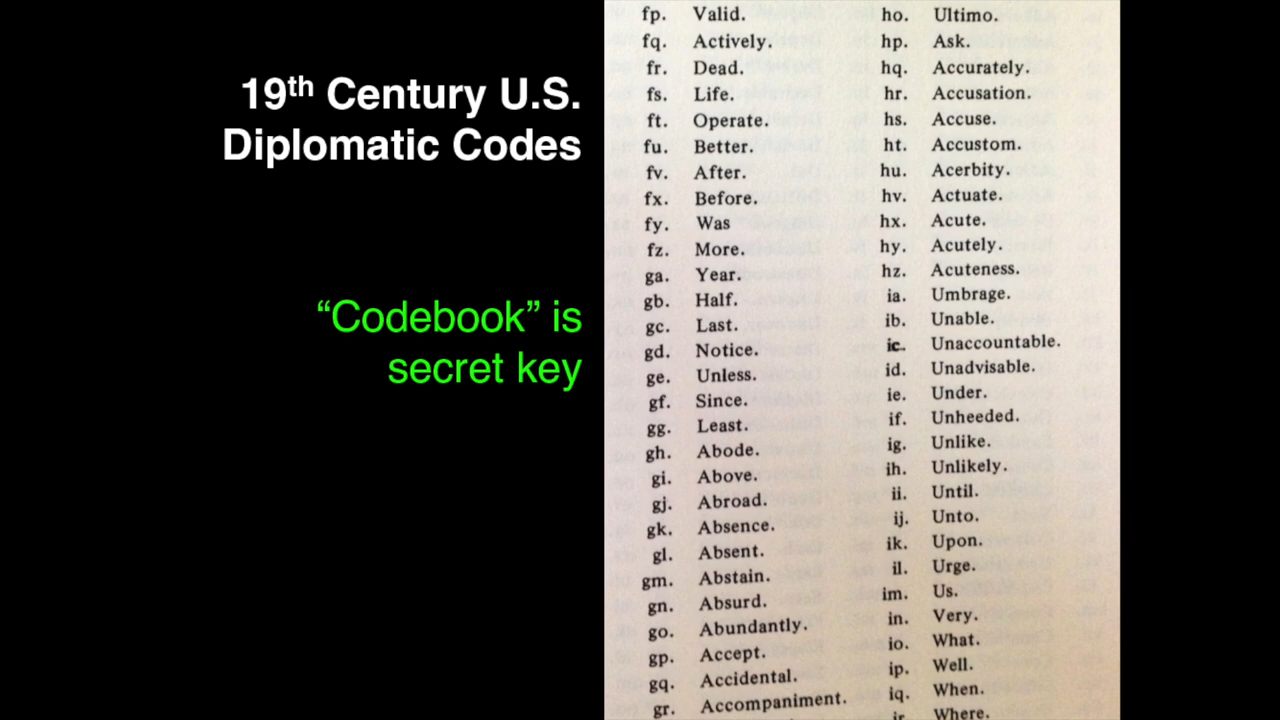 19th Century U.S.
Diplomatic Codes
“Codebook” is
secret key
fp. Valid.
fq. Actively.
fr. Dead.
fs. Life.
ft. Operate.
fu. Better.
fv. After.
fx. Before.
fy. Was
fz. More.
ga. Year.
gb. Half.
gc. Last.
gd. Notice.
ge. Unless.
gf. Since.
gg. Least.
gh. Abode.
gi. Above.
gj. Abroad.
gk. Absence.
gl. Absent.
gm. Abstain.
gn. Absurd.
go. Abundantly.
gp. Accept.
gq. Accidental.
gr. Accompaniment.
ho. Ultimo.
hp. Ask.
hq. Accurately.
hr. Accusation.
hs. Accuse.
ht. Accustom.
hu. Acerbity.
hv. Actuate.
hx. Acute.
hy. Acutely.
hz. Acuteness.
ia. Umbrage.
ib. Unable.
ic. Unaccountable.
id. Unadvisable.
ie. Under.
if. Unheeded.
ig. Unlike.
ih. Unlikely.
ii. Until.
ij. Unto.
ik. Upon.
il. Urge.
im. Us.
in. Very.
io. What.
ip. Well.
iq. When.
ir. Where.